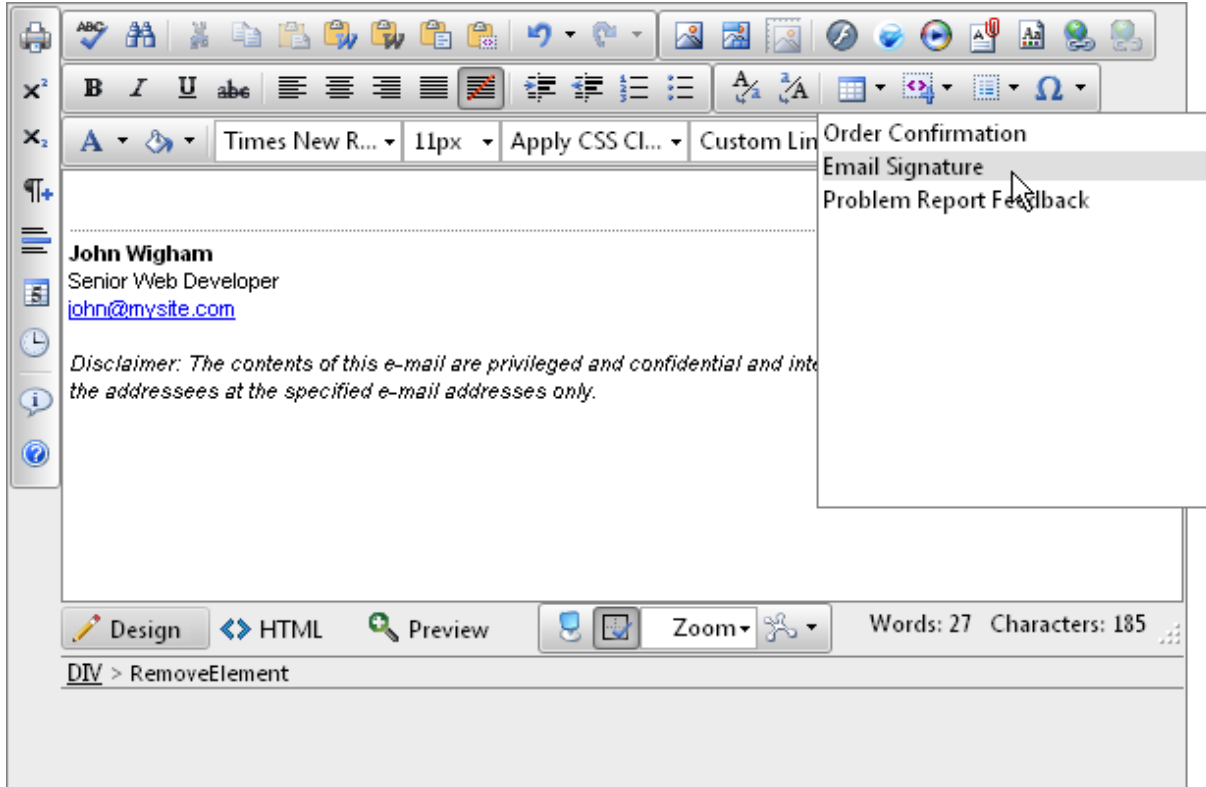 ABC
B I U abc
A Times New R... 11px Apply CSS Cl... Custom Lin
Order Confirmation
Email Signature
Problem Report Feedback
John Wigham
Senior Web Developer
john@mysite.com
Disclaimer: The contents of this e-mail are privileged and confidential and inte
the addressees at the specified e-mail addresses only.
Design HTML Preview Zoom Words: 27 Characters: 185
DIV > RemoveElement